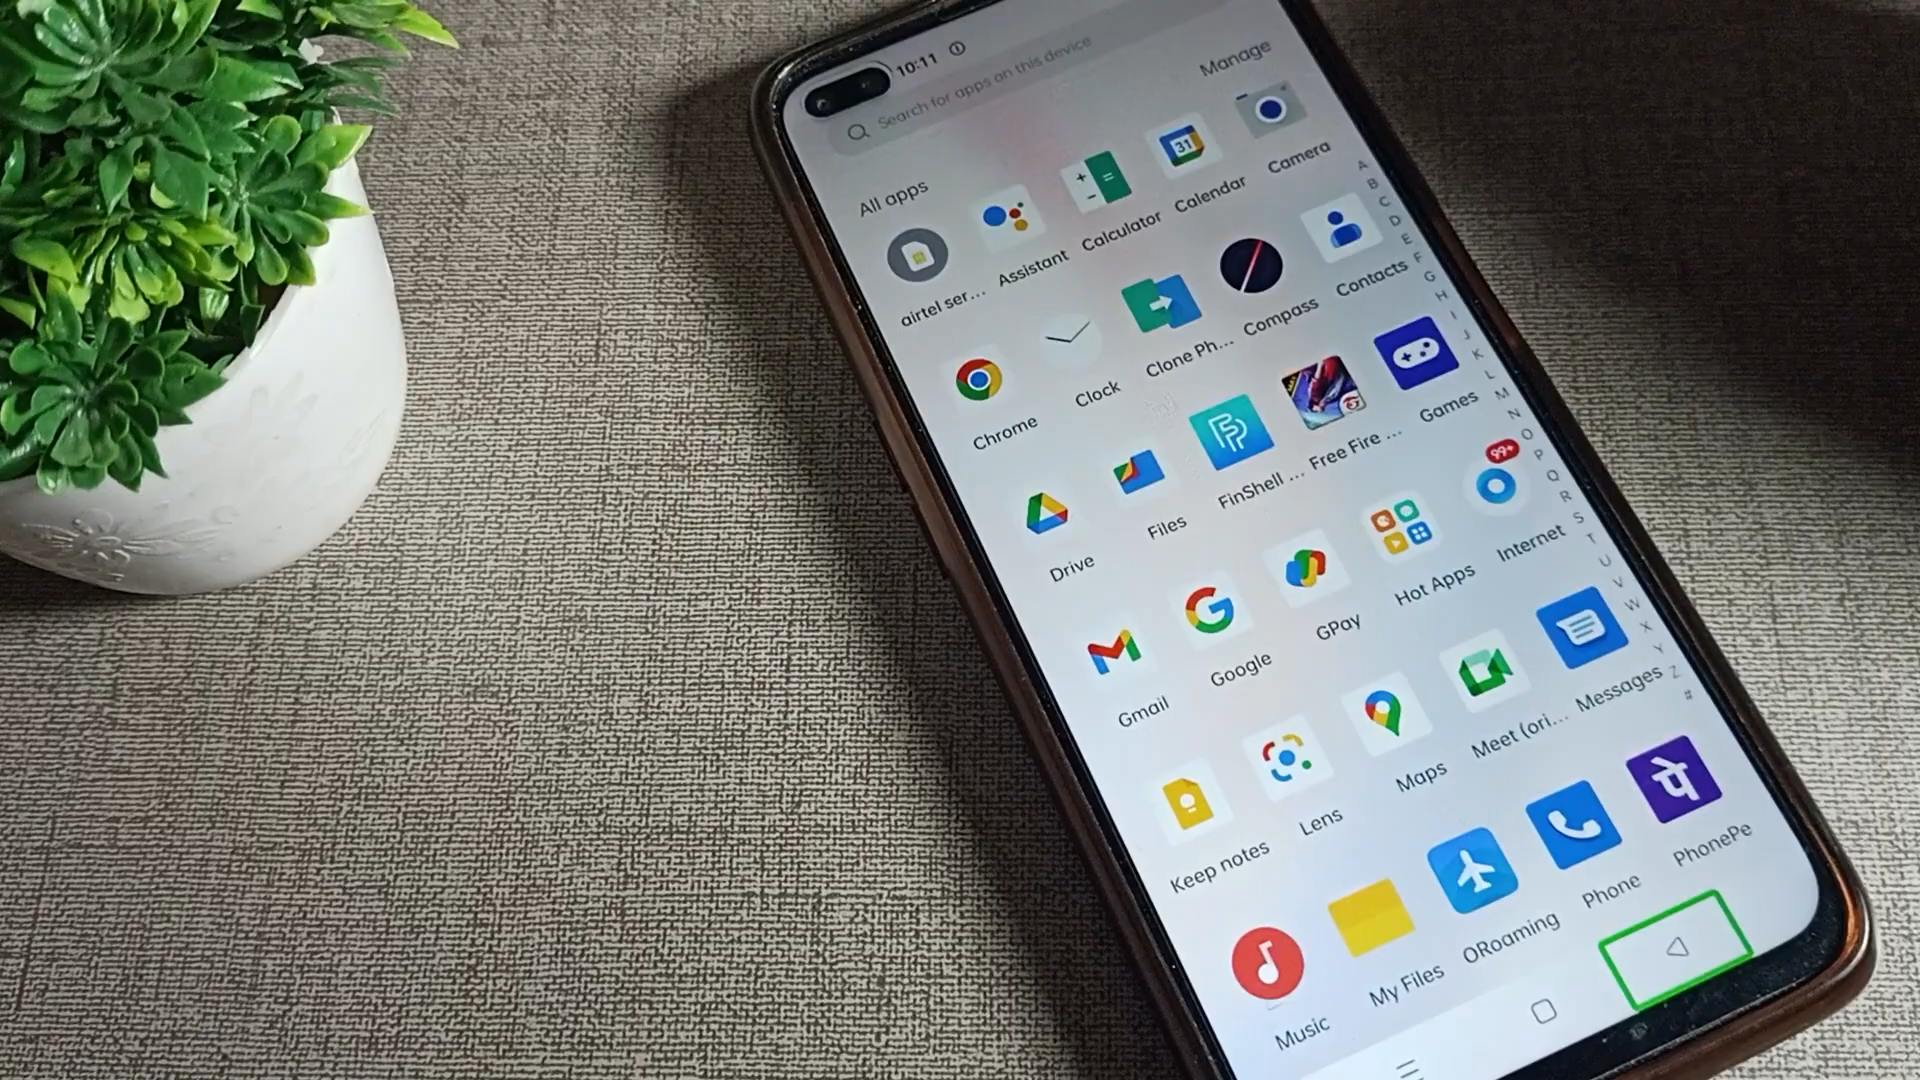 10:11
Search for apps on this device
Manage
All apps
airtel ser...
Assistant
Calculator
Calendar
31
Camera
Chrome
Clock
Clone Ph...
Compass
Contacts
Drive
Files
FinShell ...
Free Fire ...
Games
Gmail
Google
GPay
Hot Apps
Internet
99+
Keep notes
Lens
Maps
Meet (ori...
Messages
Music
My Files
ORoaming
Phone
PhonePe
पे
A
B
C
D
E
F
G
H
I
J
K
L
M
N
O
P
Q
R
S
T
U
V
W
X
Y
Z
#